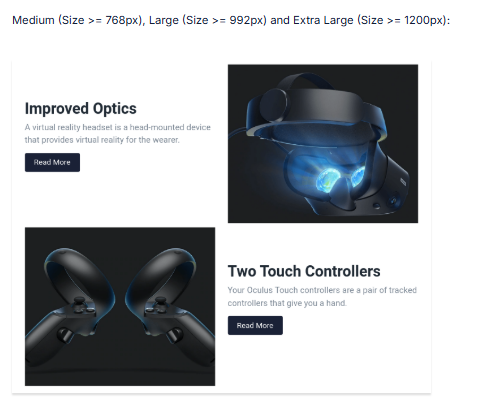 Medium (Size >= 768px), Large (Size >= 992px) and Extra Large (Size >= 1200px):
Improved Optics
A virtual reality headset is a head-mounted device
that provides virtual reality for the wearer.
Read More
Two Touch Controllers
Your Oculus Touch controllers are a pair of tracked
controllers that give you a hand.
Read More